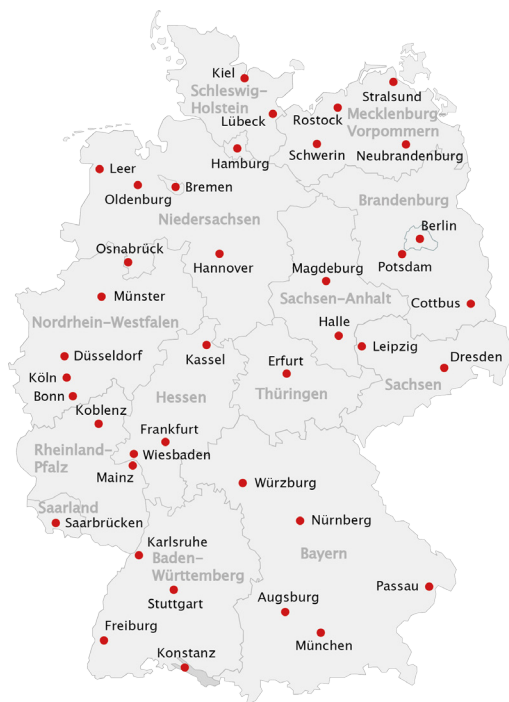 Kiel
Schleswig-
Holstein
Lübeck
Stralsund
Rostock
Mecklenburg-
Vorpommern
Hamburg
Schwerin
Neubrandenburg
Leer
Oldenburg
Bremen
Niedersachsen
Brandenburg
Berlin
Osnabrück
Hannover
Potsdam
Magdeburg
Münster
Sachsen-Anhalt
Cottbus
Nordrhein-Westfalen
Halle
Leipzig
Düsseldorf
Kassel
Erfurt
Dresden
Köln
Sachsen
Bonn
Hessen
Thüringen
Koblenz
Frankfurt
Rheinland-
Pfalz
Wiesbaden
Mainz
Würzburg
Saarland
Saarbrücken
Nürnberg
Karlsruhe
Baden-
Württemberg
Bayern
Passau
Stuttgart
Augsburg
Freiburg
München
Konstanz